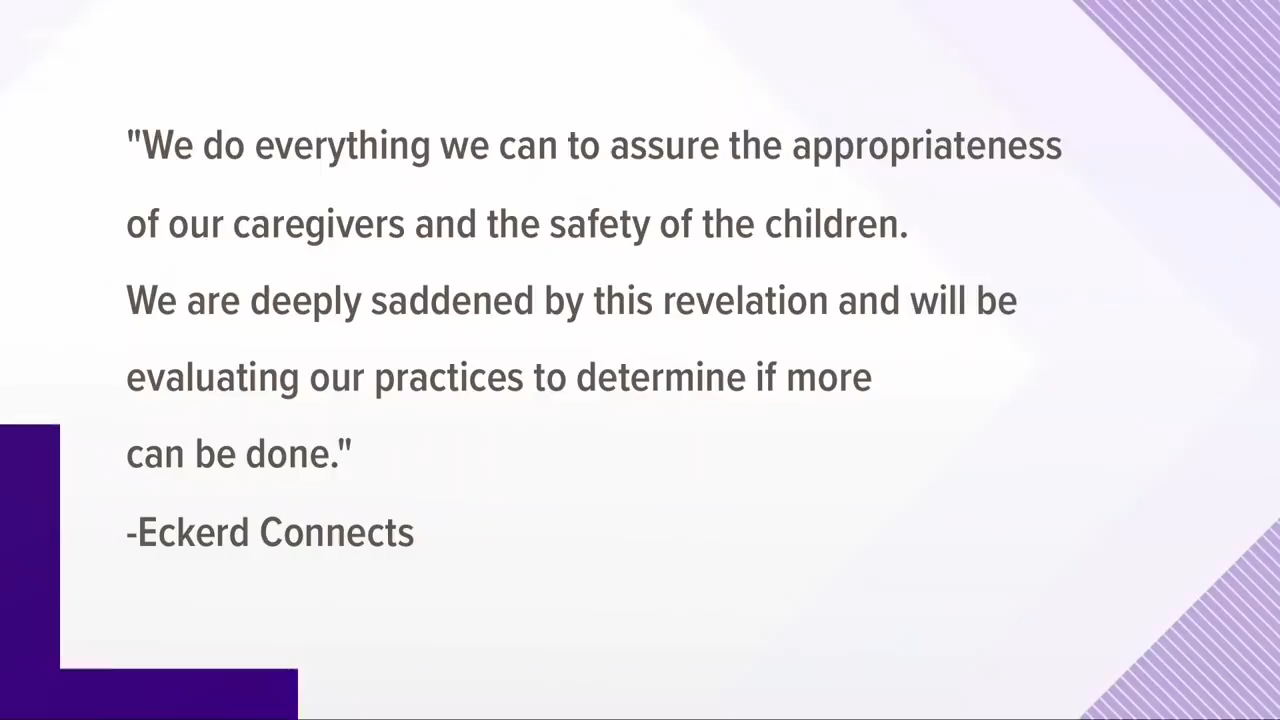 "We do everything we can to assure the appropriateness
of our caregivers and the safety of the children.
We are deeply saddened by this revelation and will be
evaluating our practices to determine if more
can be done."
-Eckerd Connects